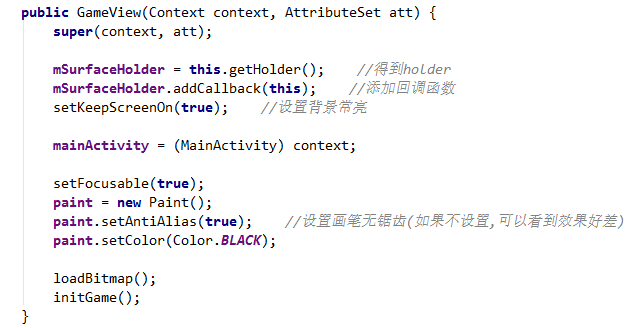 public GameView(Context context, AttributeSet att) {
super(context, att);
mSurfaceHolder = this.getHolder(); //得到holder
mSurfaceHolder.addCallback(this); //添加回调函数
setKeepScreenOn(true); //设置背景常亮
mainActivity = (MainActivity) context;
setFocusable(true);
paint = new Paint();
paint.setAntiAlias(true); //设置画笔无锯齿(如果不设置,可以看到效果好差)
paint.setColor(Color.BLACK);
loadBitmap();
initGame();
}